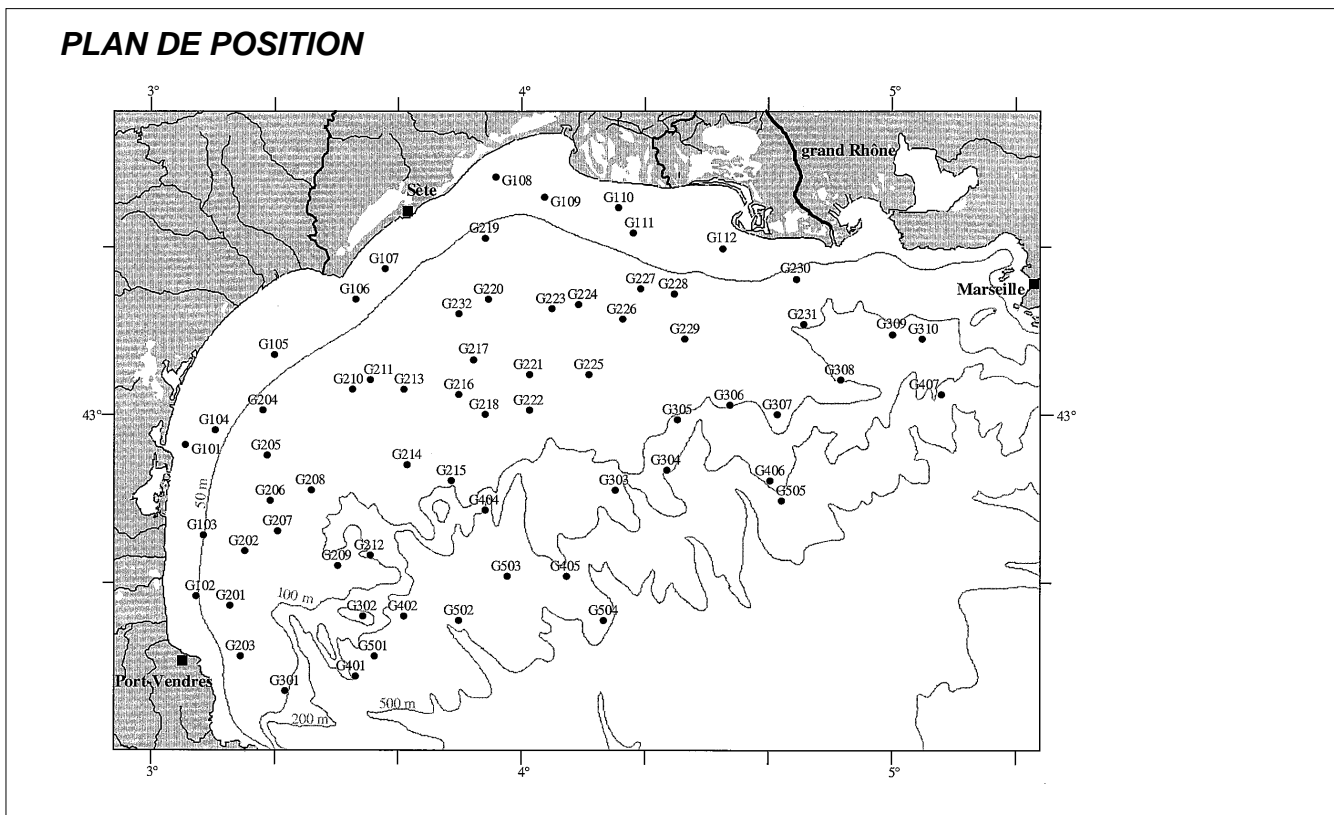 PLAN DE POSITION
3°
4°
5°
grand Rhône
G108
Sète
G109
G110
G111
G219
G112
G107
G230
G227
G228
Marseille
G106
G220
G232
G223
G224
G226
G231
G309
G310
G229
G105
G217
G211
G221
G225
G308
G210
G213
G216
G407
G204
G222
G306
G218
G305
G307
43°
43°
G104
G101
G205
G214
G215
G304
G406
G208
G303
G505
G206
G404
50 m
G207
G103
G202
G212
G209
G503
G405
G102
100 m
G201
G302
G402
G502
G504
G203
G501
G401
Port-Vendres
G301
500 m
200 m
3°
4°
5°